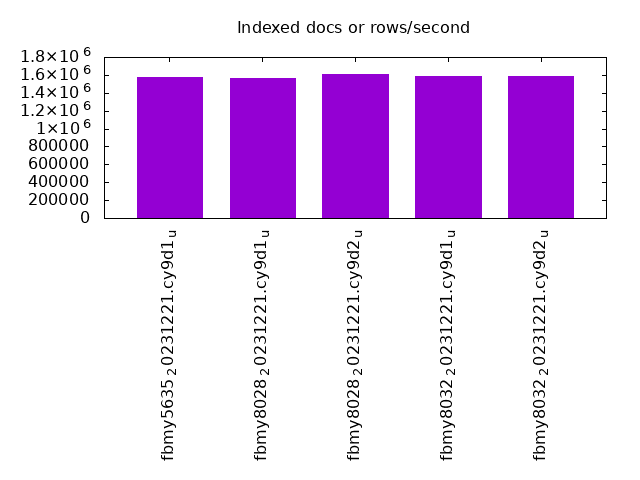 Indexed docs or rows/second
1.8×10⁶
1.6×10⁶
1.4×10⁶
1.2×10⁶
1×10⁶
800000
600000
400000
200000
0
fbmy5635₂0231221.cy9d1ᵤ
fbmy8028₂0231221.cy9d1ᵤ
fbmy8028₂0231221.cy9d2ᵤ
fbmy8032₂0231221.cy9d1ᵤ
fbmy8032₂0231221.cy9d2ᵤ